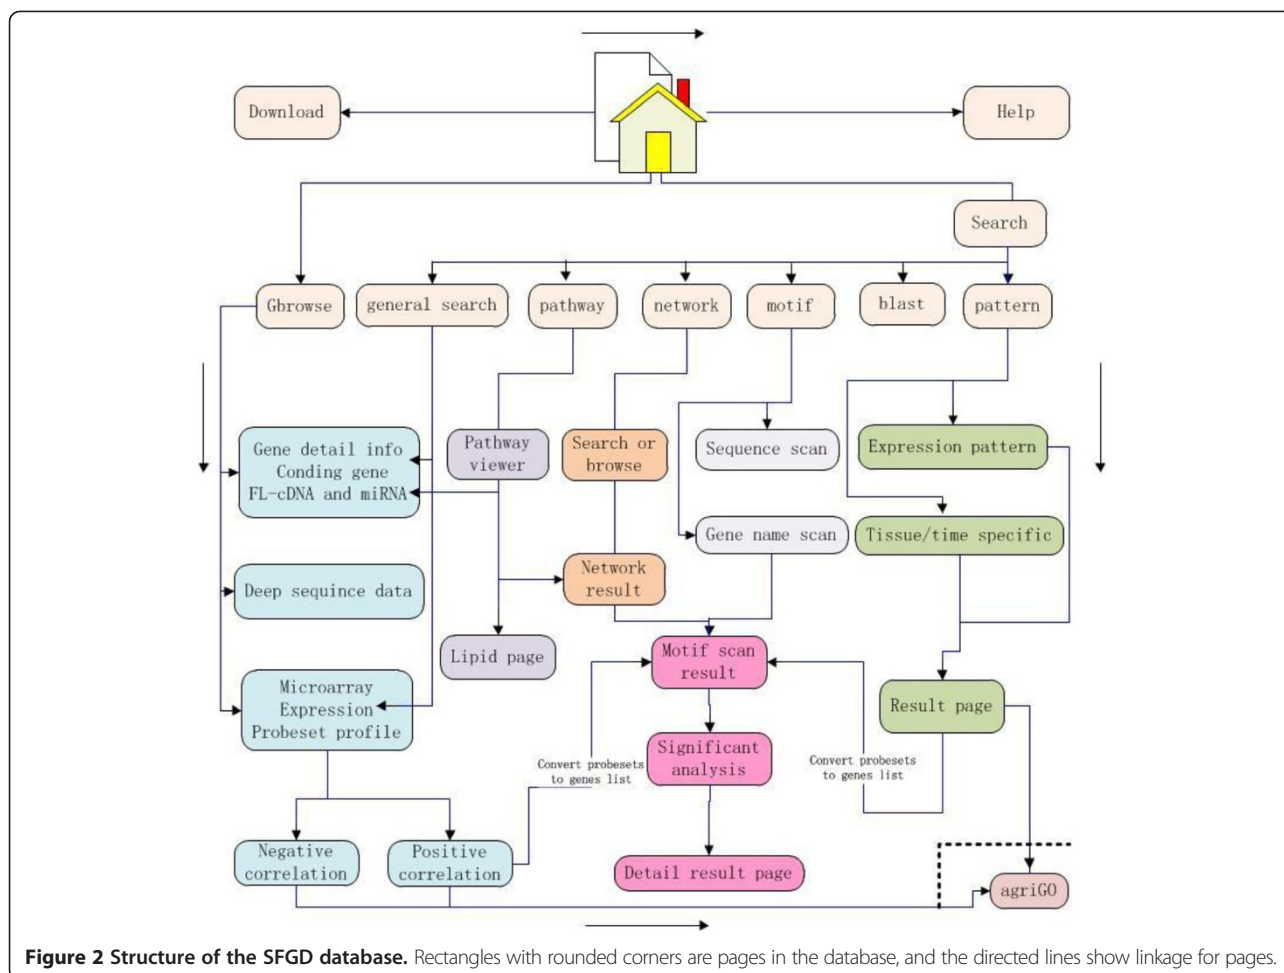 Download
Help
Search
Gbrowse
general search
pathway
network
motif
blast
pattern
Gene detail info
Conding gene
FL-cDNA and miRNA
Pathway
viewer
Search or
browse
Sequence scan
Expression pattern
Gene name scan
Tissue/time specific
Deep sequince data
Network
result
Lipid page
Motif scan
result
Microarray
Expression
Probeset profile
Result page
Significant
analysis
Convert probesets
to genes list
Convert probesets
to genes list
Negative
correlation
Positive
correlation
Detail result page
agriGO
Figure 2 Structure of the SFGD database. Rectangles with rounded corners are pages in the database, and the directed lines show linkage for pages.